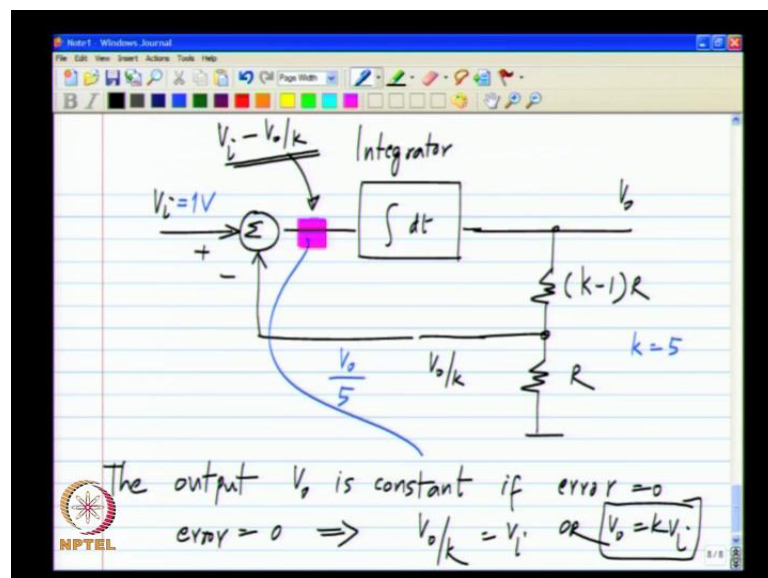 Note1 - Windows Journal
File Edit View Insert Actions Tools Help
Page Width
B I
Vi - Vo/k
Integrator
Vi = 1V
Σ
∫ dt
Vo
+
-
(k-1)R
k = 5
Vo/5
Vo/k
R
The output Vo is constant if error = 0
error = 0 ⇒ Vo/k = Vi OR Vo = kVi
NPTEL
8/8